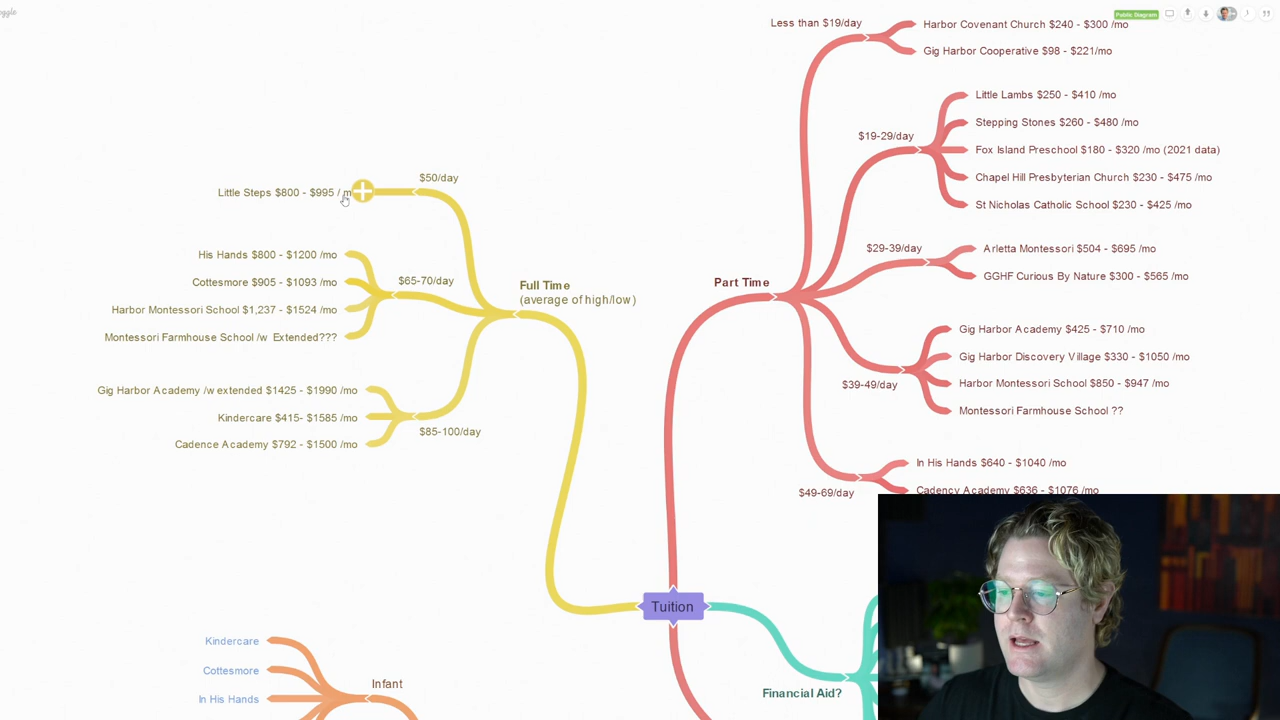 Public Diagram
Less than $19/day
Harbor Covenant Church $240 - $300 /mo
Gig Harbor Cooperative $98 - $221/mo
$19-29/day
Little Lambs $250 - $410 /mo
Stepping Stones $260 - $480 /mo
Fox Island Preschool $180 - $320 /mo (2021 data)
Chapel Hill Presbyterian Church $230 - $475 /mo
St Nicholas Catholic School $230 - $425 /mo
$29-39/day
Arletta Montessori $504 - $695 /mo
GGHF Curious By Nature $300 - $565 /mo
Part Time
$39-49/day
Gig Harbor Academy $425 - $710 /mo
Gig Harbor Discovery Village $330 - $1050 /mo
Harbor Montessori School $850 - $947 /mo
Montessori Farmhouse School ??
$49-69/day
In His Hands $640 - $1040 /mo
Cadency Academy $636 - $1076 /mo
$50/day
Little Steps $800 - $995 / m
$65-70/day
His Hands $800 - $1200 /mo
Cottesmore $905 - $1093 /mo
Harbor Montessori School $1,237 - $1524 /mo
Montessori Farmhouse School /w Extended???
Full Time
(average of high/low)
Gig Harbor Academy /w extended $1425 - $1990 /mo
Kindercare $415- $1585 /mo
Cadence Academy $792 - $1500 /mo
$85-100/day
Tuition
Financial Aid?
Kindercare
Cottesmore
In His Hands
Infant